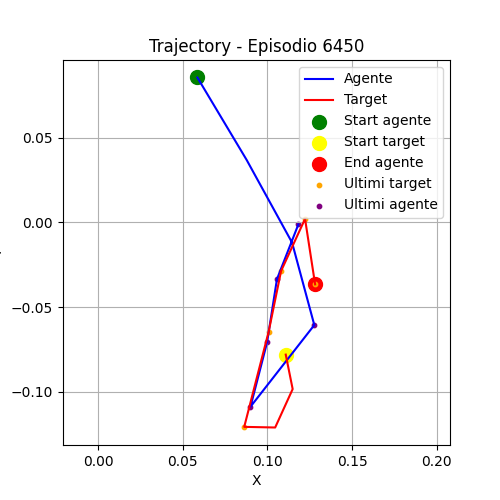 Trajectory - Episodio 6450
Agente
Target
Start agente
Start target
End agente
Ultimi target
Ultimi agente
0.05
0.00
−0.05
−0.10
0.00
0.05
0.10
0.15
0.20
X